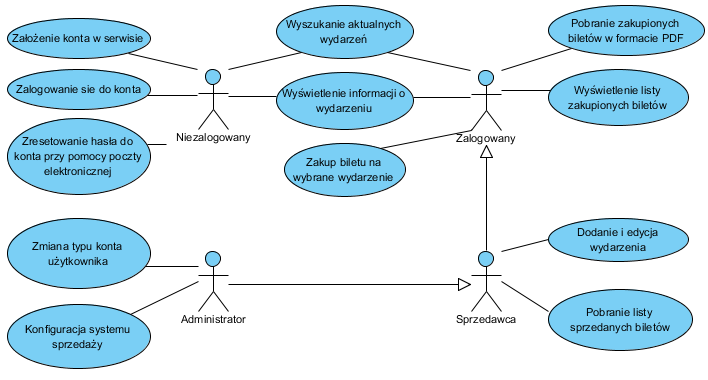 Założenie konta w serwisie
Wyszukanie aktualnych
wydarzeń
Pobranie zakupionych
biletów w formacie PDF
Zalogowanie sie do konta
Wyświetlenie informacji o
wydarzeniu
Wyświetlenie listy
zakupionych biletów
Niezalogowany
Zalogowany
Zresetowanie hasła do
konta przy pomocy poczty
elektronicznej
Zakup biletu na
wybrane wydarzenie
Zmiana typu konta
użytkownika
Dodanie i edycja
wydarzenia
Administrator
Sprzedawca
Konfiguracja systemu
sprzedaży
Pobranie listy
sprzedanych biletów